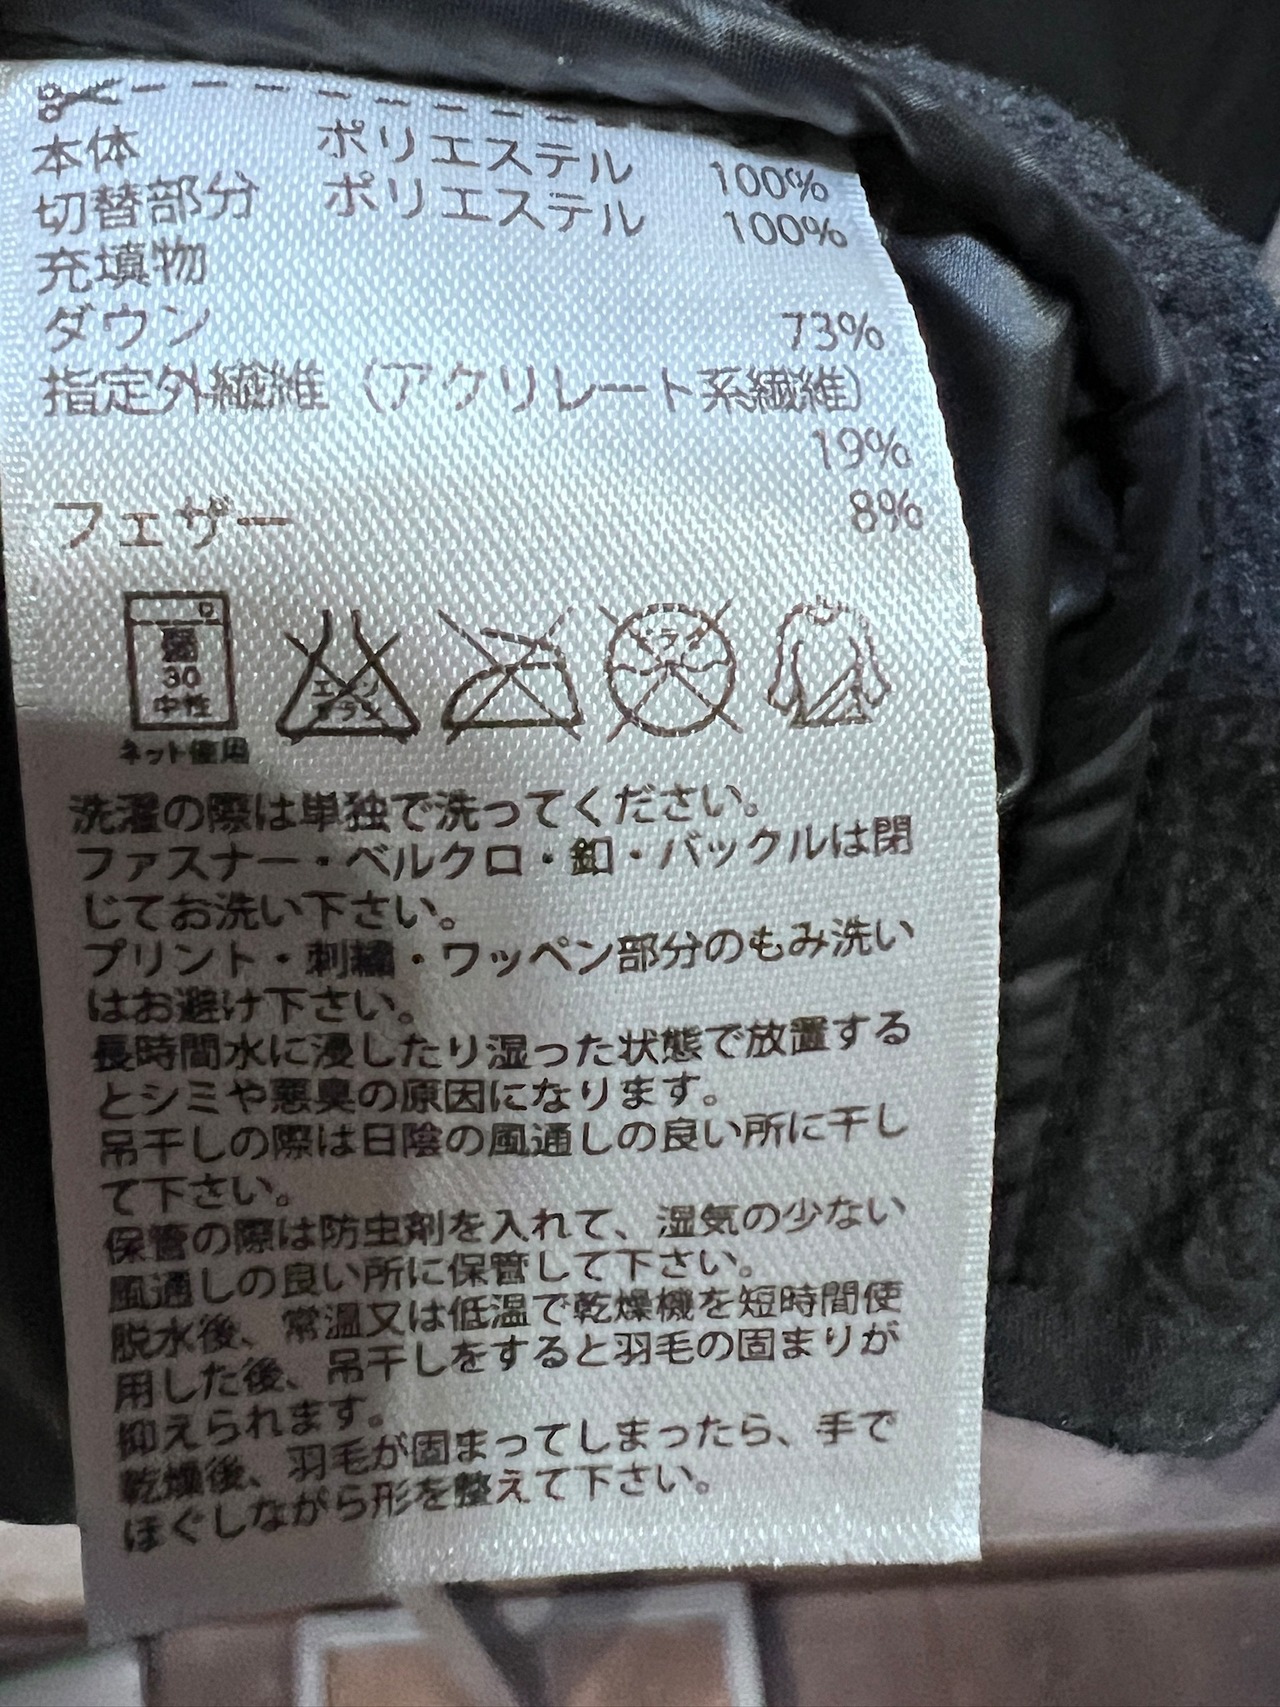 本体 ポリエステル 100%
切替部分 ポリエステル 100%
充填物
ダウン 73%
指定外繊維（アクリレート系繊維）
19%
フェザー 8%
30
中性
エンソ
サラシ
ドライ
ネット使用
洗濯の際は単独で洗ってください。
ファスナー・ベルクロ・釦・バックルは閉
じてお洗い下さい。
プリント・刺繍・ワッペン部分のもみ洗い
はお避け下さい。
長時間水に浸したり湿った状態で放置する
とシミや悪臭の原因になります。
吊干しの際は日陰の風通しの良い所に干し
て下さい。
保管の際は防虫剤を入れて、湿気の少ない
風通しの良い所に保管して下さい。
脱水後、常温又は低温で乾燥機を短時間使
用した後、吊干しをすると羽毛の固まりが
抑えられます。
乾燥後、羽毛が固まってしまったら、手で
ほぐしながら形を整えて下さい。